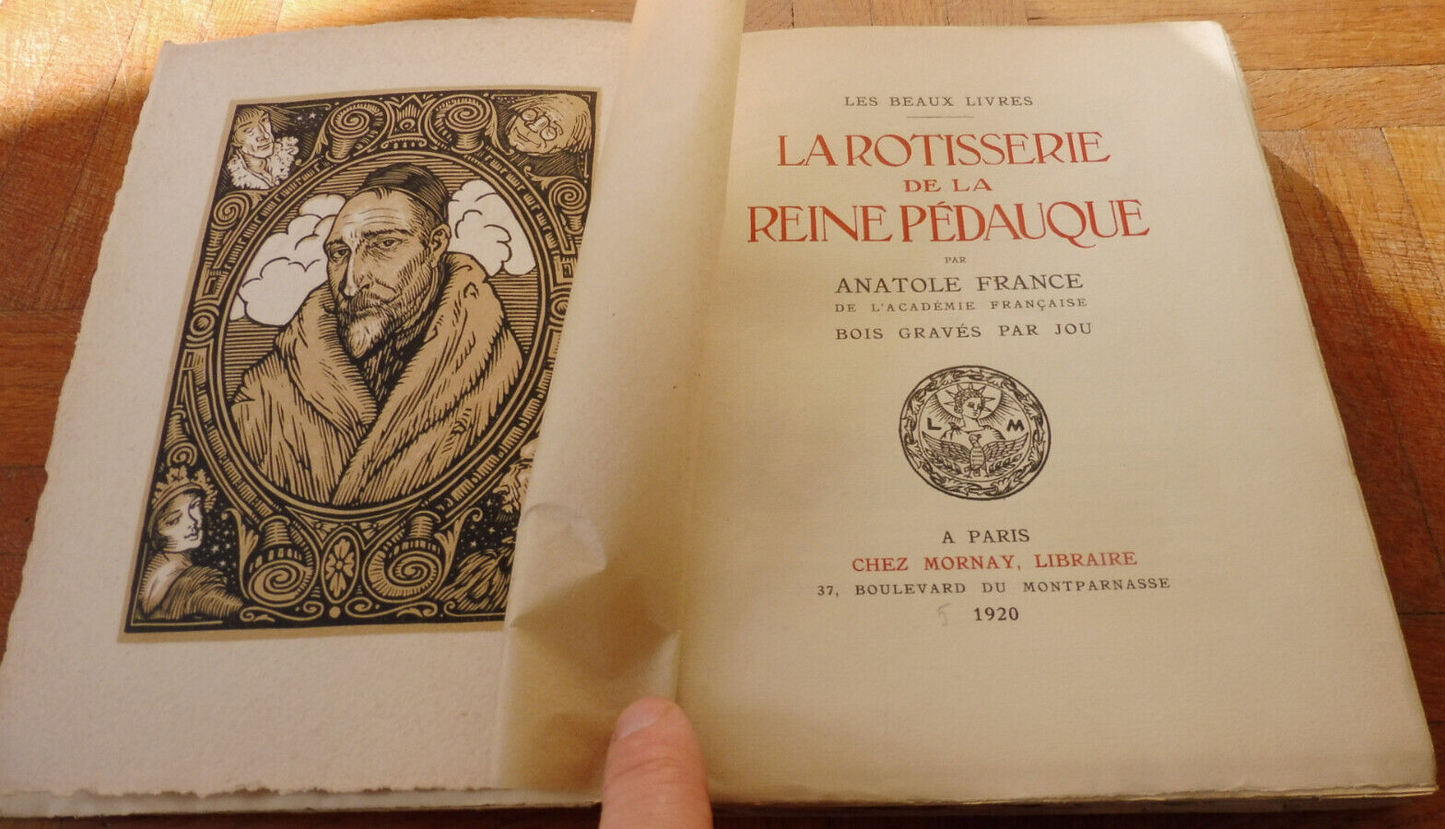 LES BEAUX LIVRES
LA ROTISSERIE
DE LA
REINE PÉDAUQUE
PAR
ANATOLE FRANCE
DE L'ACADÉMIE FRANÇAISE
BOIS GRAVÉS PAR JOU
L M
A PARIS
CHEZ MORNAY, LIBRAIRE
37, BOULEVARD DU MONTPARNASSE
5 1920